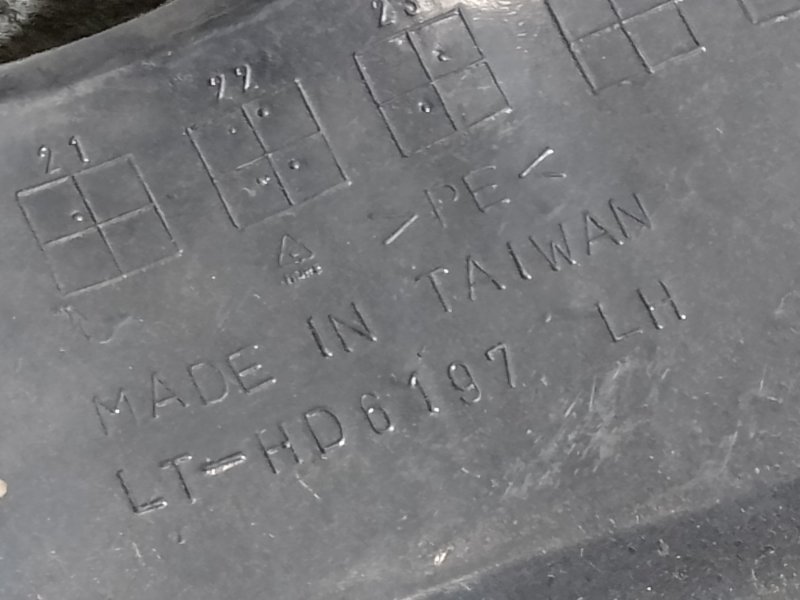 21 22 23
>PE<
MADE IN TAIWAN
LT-HD6197 LH